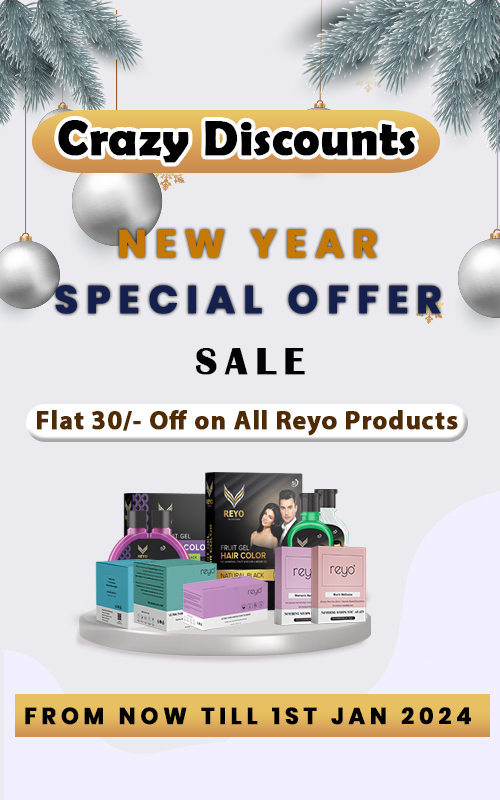 Crazy Discounts
NEW YEAR
SPECIAL OFFER
SALE
Flat 30/- Off on All Reyo Products
REYO
FRUIT GEL
HAIR COLOR
NATURAL BLACK
reyo
reyo
FROM NOW TILL 1ST JAN 2024